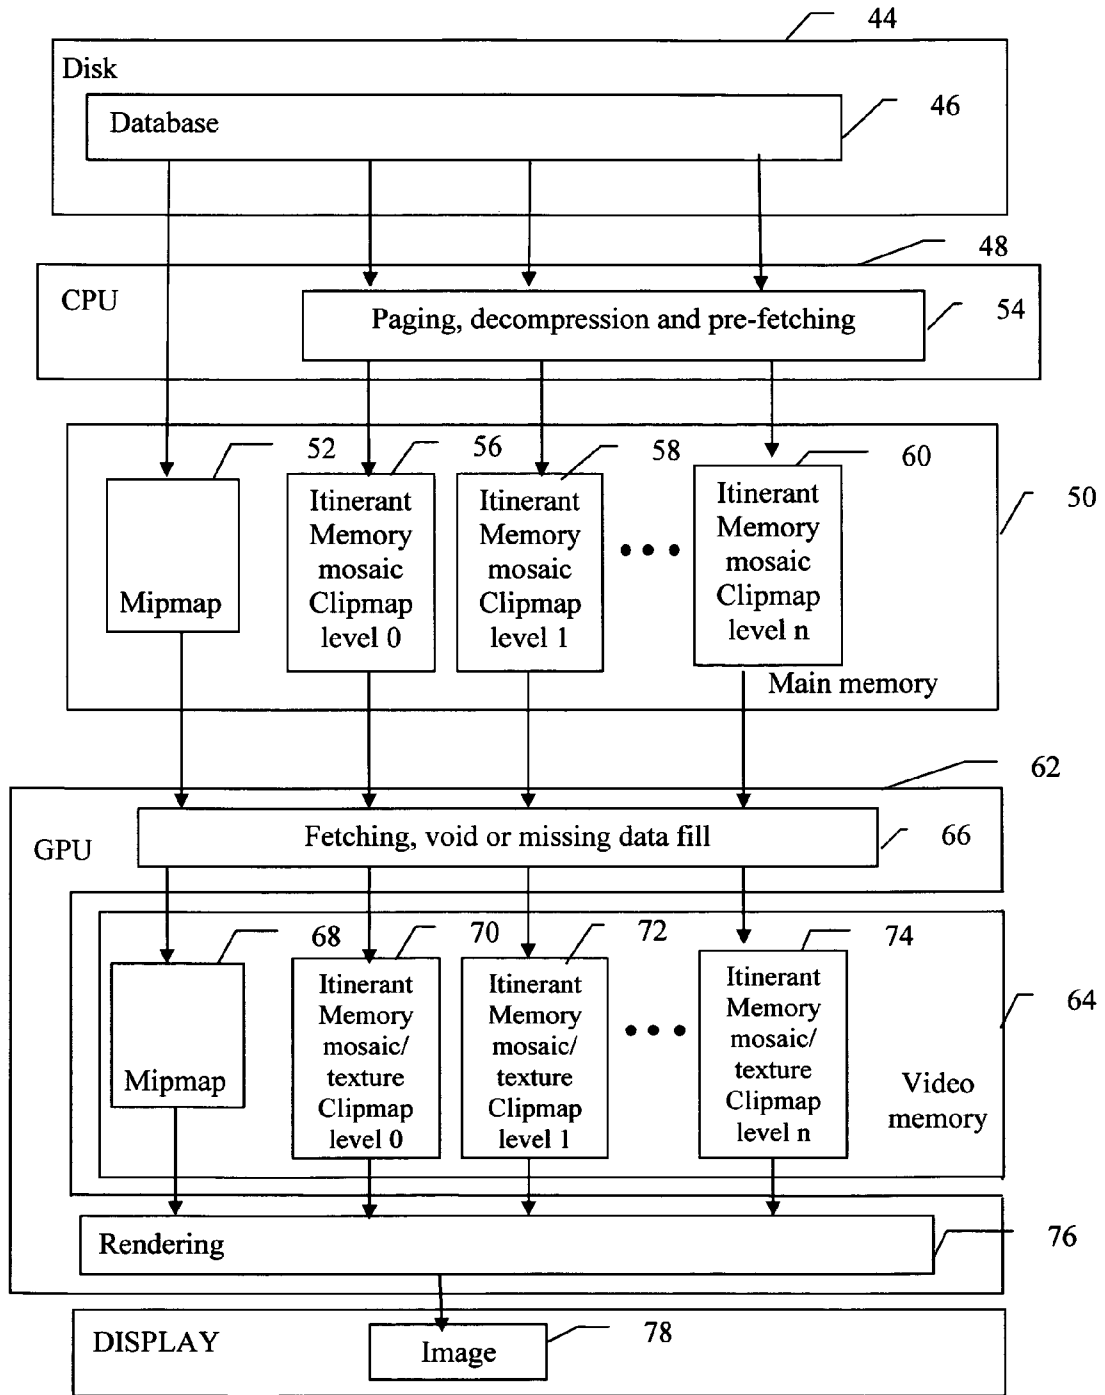 44
Disk
Database
46
48
CPU
Paging, decompression and pre-fetching
54
52
56
58
60
50
Mipmap
Itinerant
Memory
mosaic
Clipmap
level 0
Itinerant
Memory
mosaic
Clipmap
level 1
Itinerant
Memory
mosaic
Clipmap
level n
Main memory
62
GPU
Fetching, void or missing data fill
66
68
70
72
74
64
Mipmap
Itinerant
Memory
mosaic/
texture
Clipmap
level 0
Itinerant
Memory
mosaic/
texture
Clipmap
level 1
Itinerant
Memory
mosaic/
texture
Clipmap
level n
Video
memory
Rendering
76
DISPLAY
Image
78